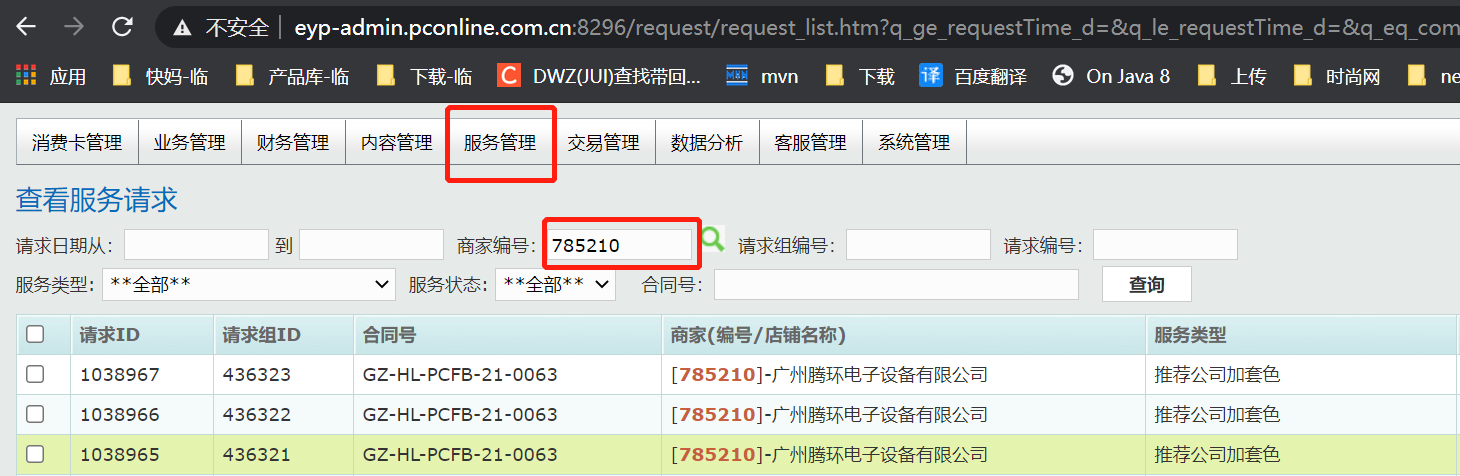 不安全 eyp-admin.pconline.com.cn:8296/request/request_list.htm?q_ge_requestTime_d=&q_le_requestTime_d=&q_eq_com
应用 快妈-临 产品库-临 下载-临 C DWZ(JUI)查找带回... mvn 下载 译 百度翻译 On Java 8 上传 时尚网 ne
消费卡管理 业务管理 财务管理 内容管理 服务管理 交易管理 数据分析 客服管理 系统管理
查看服务请求
请求日期从: 到 商家编号: 785210 请求组编号: 请求编号:
服务类型: **全部** 服务状态: **全部** 合同号: 查询
请求ID 请求组ID 合同号 商家(编号/店铺名称) 服务类型
1038967 436323 GZ-HL-PCFB-21-0063 [785210]-广州腾环电子设备有限公司 推荐公司加套色
1038966 436322 GZ-HL-PCFB-21-0063 [785210]-广州腾环电子设备有限公司 推荐公司加套色
1038965 436321 GZ-HL-PCFB-21-0063 [785210]-广州腾环电子设备有限公司 推荐公司加套色